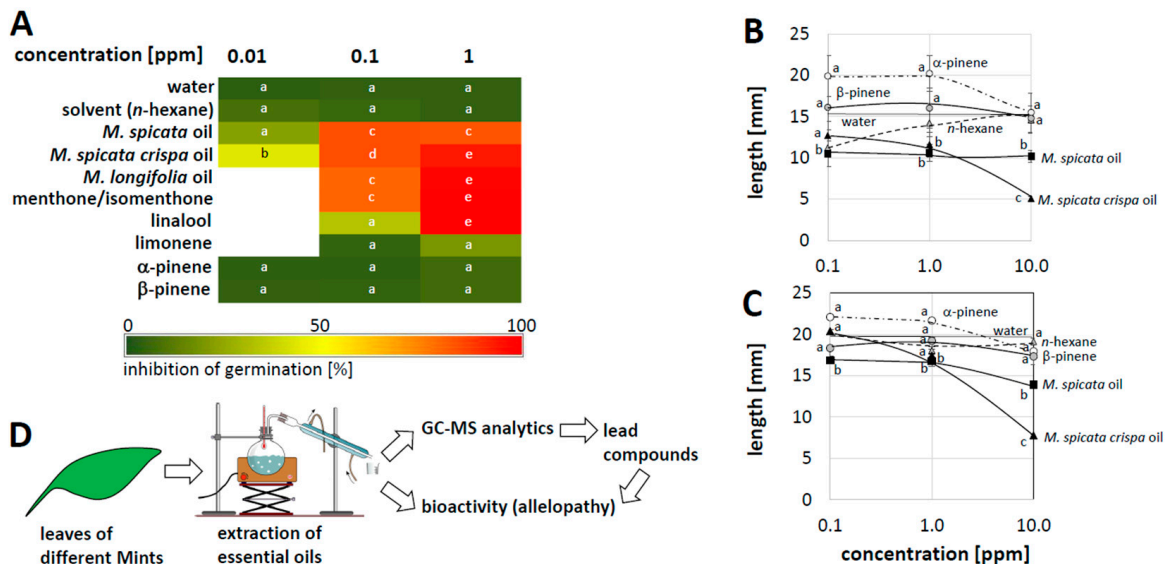 A
concentration [ppm] 0.01 0.1 1
water a a a
solvent (n-hexane) a a a
M. spicata oil a c c
M. spicata crispa oil b d e
M. longifolia oil c e
menthone/isomenthone c e
linalool a e
limonene a a
α-pinene a a a
β-pinene a a a
0 50 100
inhibition of germination [%]
B
length [mm]
25
20
15
10
5
0
0.1 1.0 10.0
a a α-pinene a
a β-pinene a
water n-hexane
a b b
b b M. spicata oil
c M. spicata crispa oil
C
length [mm]
25
20
15
10
5
0
a a α-pinene
a a water a
n-hexane
a a a β-pinene
b b b M. spicata oil
c M. spicata crispa oil
0.1 1.0 10.0
concentration [ppm]
D
leaves of
different Mints
extraction of
essential oils
GC-MS analytics
lead
compounds
bioactivity (allelopathy)